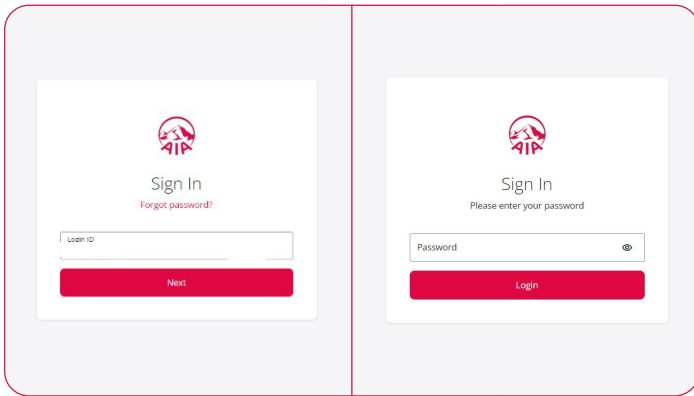 AIA
Sign In
Forgot password?
Login ID
Next
AIA
Sign In
Please enter your password
Password
Login